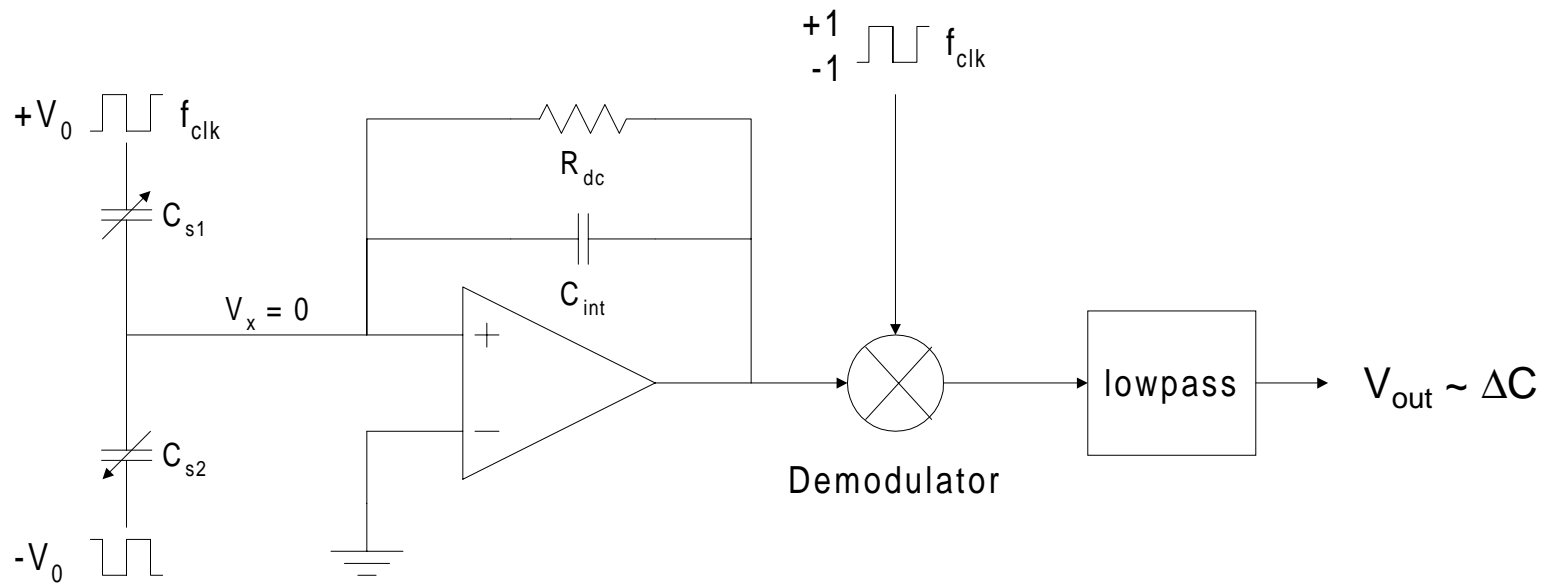 +1
-1
f_clk
+V_0
f_clk
R_dc
C_s1
C_int
V_x = 0
+
lowpass
V_out ~ ΔC
−
C_s2
Demodulator
-V_0